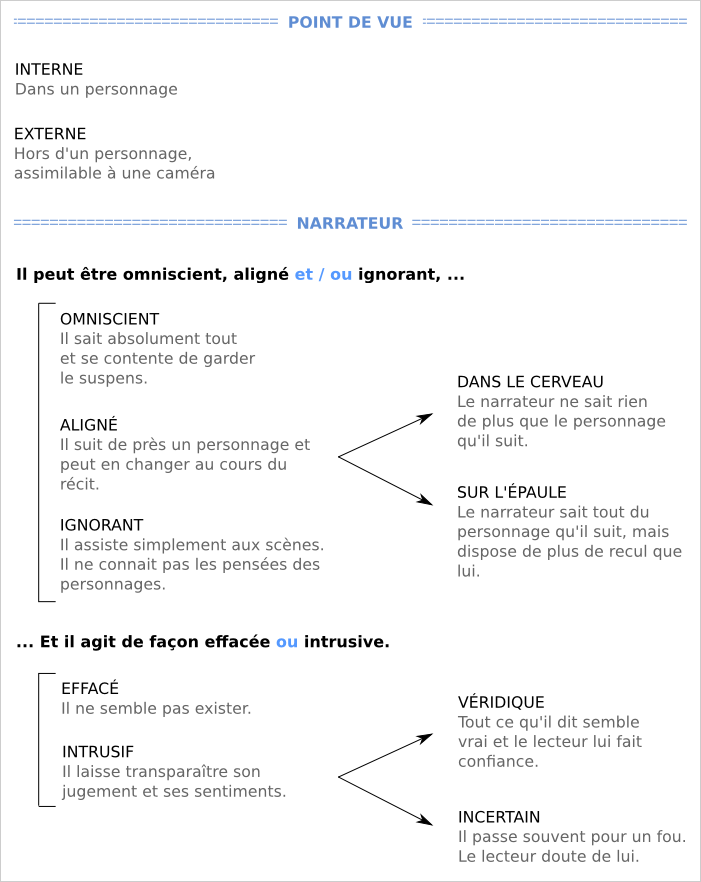 POINT DE VUE
INTERNE
Dans un personnage
EXTERNE
Hors d'un personnage,
assimilable à une caméra
NARRATEUR
Il peut être omniscient, aligné et / ou ignorant, ...
OMNISCIENT
Il sait absolument tout
et se contente de garder
le suspens.
ALIGNÉ
Il suit de près un personnage et
peut en changer au cours du
récit.
DANS LE CERVEAU
Le narrateur ne sait rien
de plus que le personnage
qu'il suit.
SUR L'ÉPAULE
Le narrateur sait tout du
personnage qu'il suit, mais
dispose de plus de recul que
lui.
IGNORANT
Il assiste simplement aux scènes.
Il ne connait pas les pensées des
personnages.
... Et il agit de façon effacée ou intrusive.
EFFACÉ
Il ne semble pas exister.
INTRUSIF
Il laisse transparaître son
jugement et ses sentiments.
VÉRIDIQUE
Tout ce qu'il dit semble
vrai et le lecteur lui fait
confiance.
INCERTAIN
Il passe souvent pour un fou.
Le lecteur doute de lui.